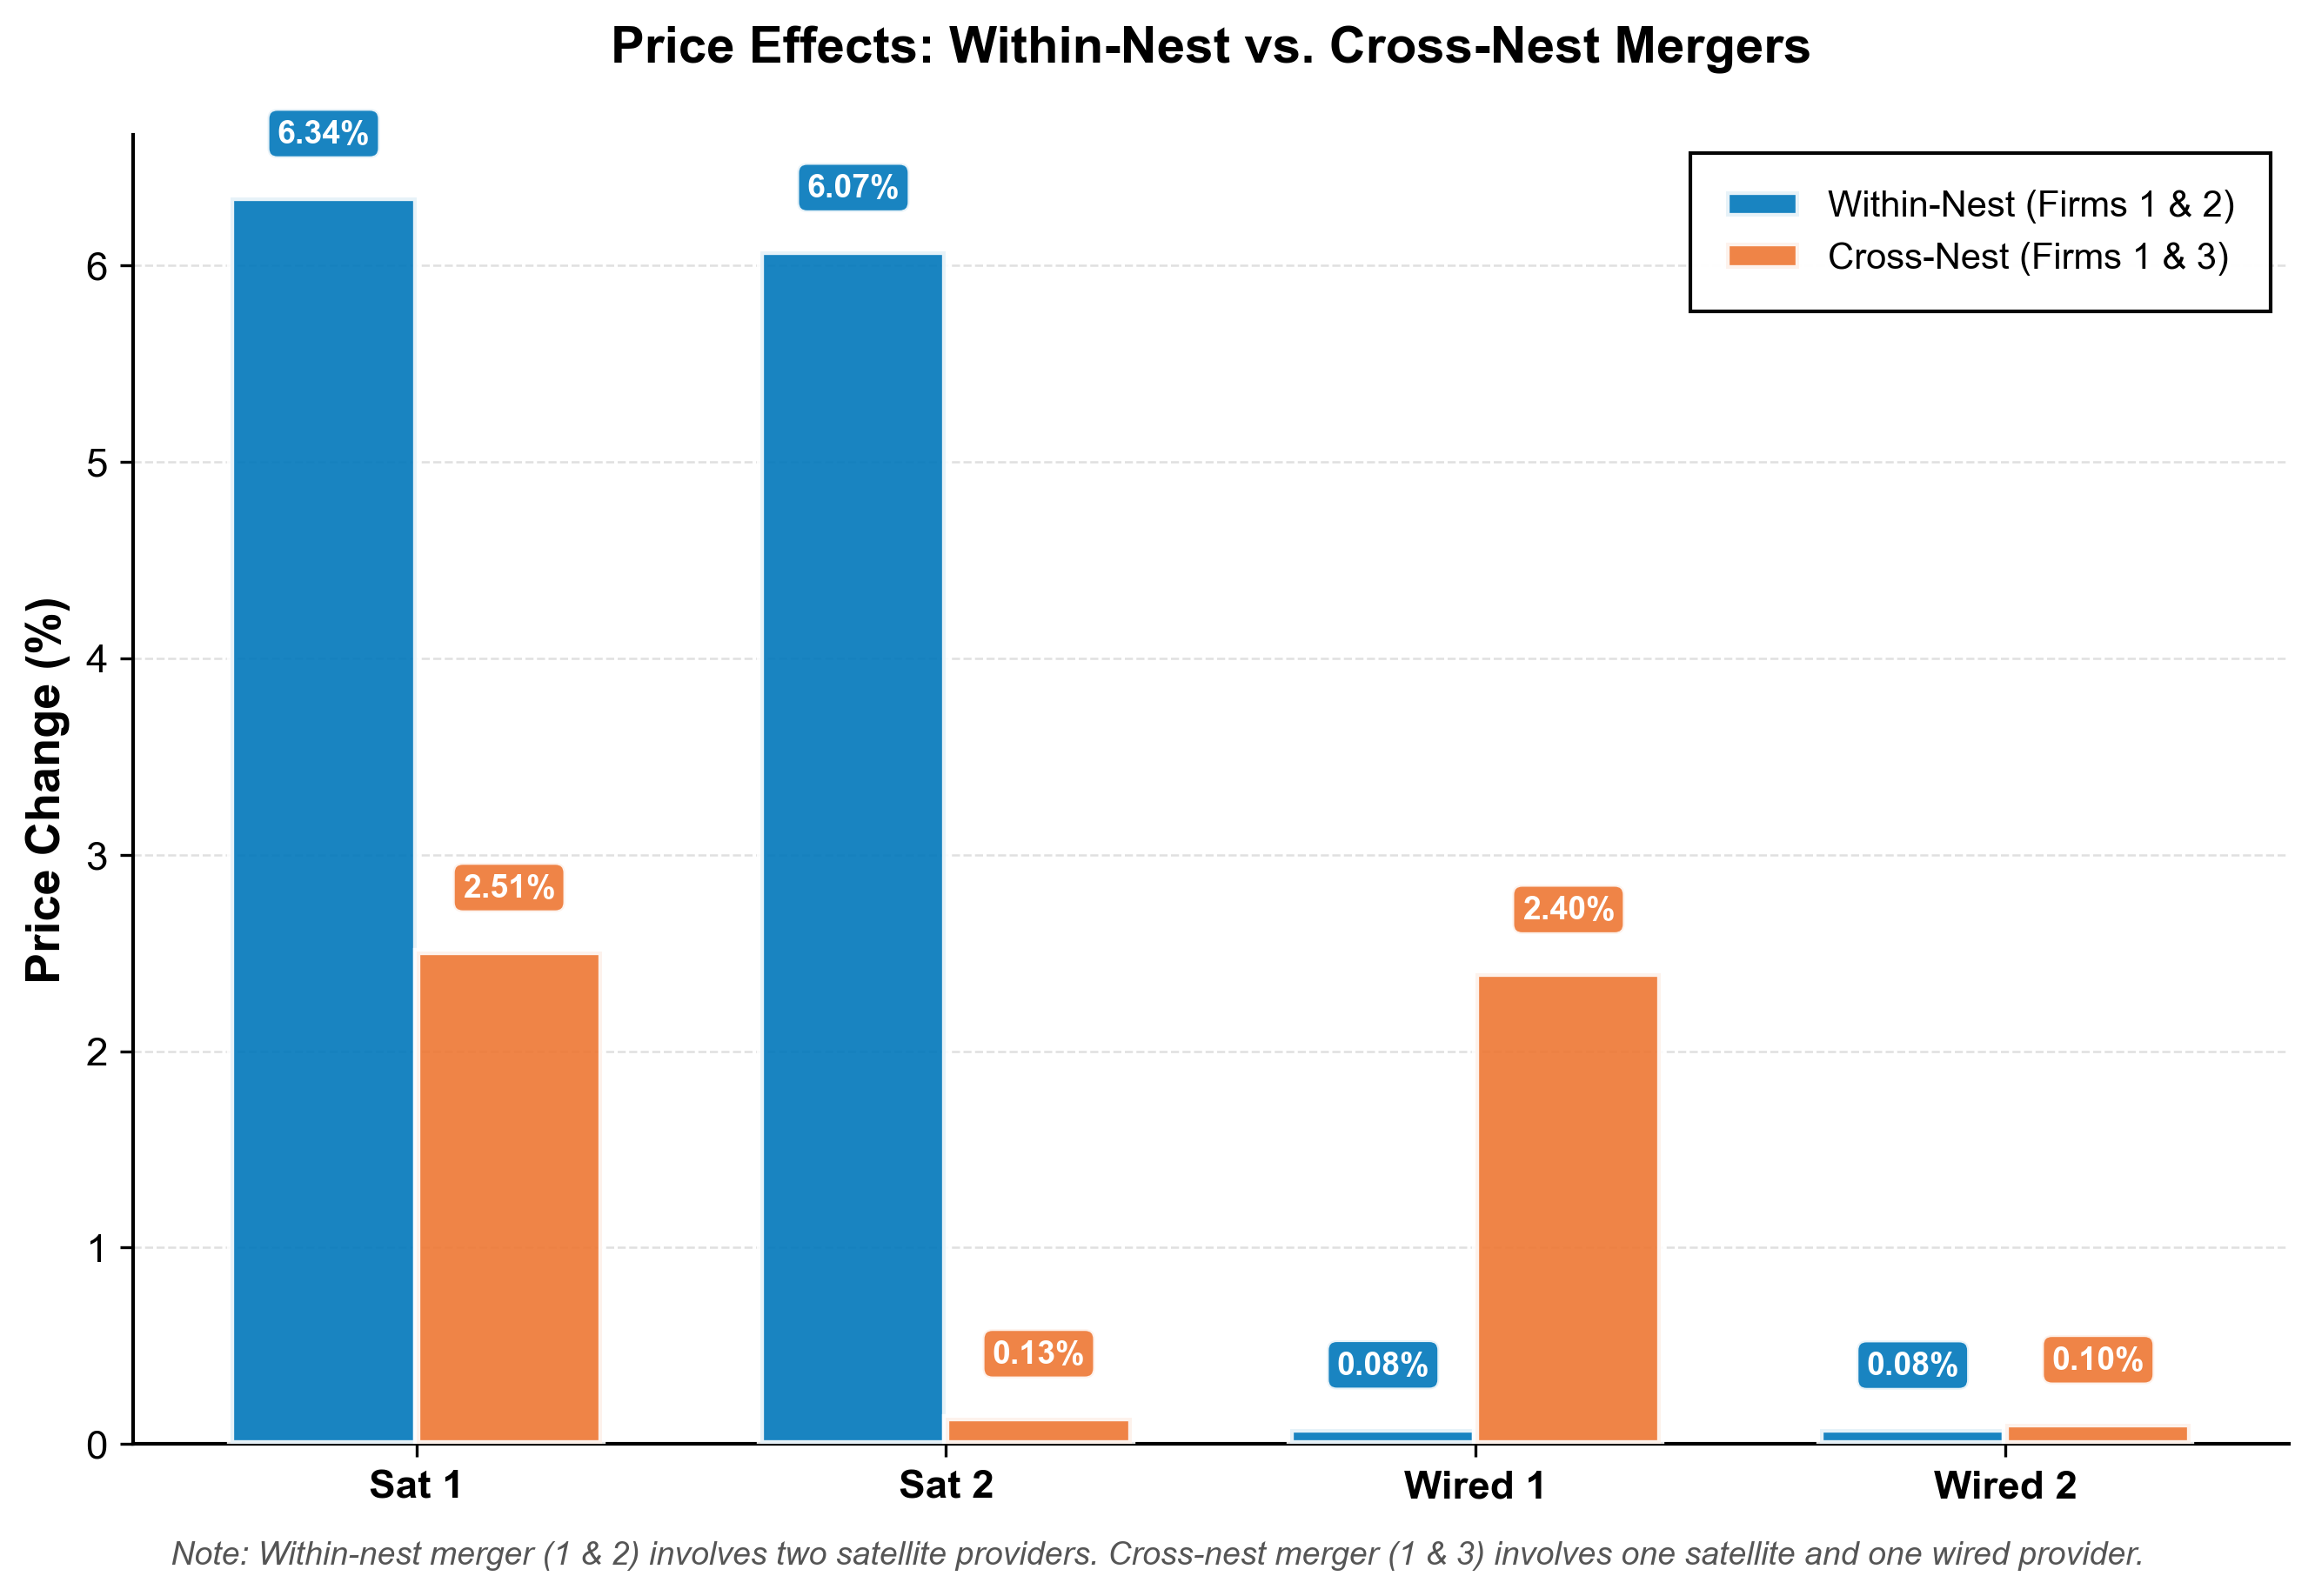 Price Effects: Within-Nest vs. Cross-Nest Mergers
Within-Nest (Firms 1 & 2)
Cross-Nest (Firms 1 & 3)
Price Change (%)
6
5
4
3
2
1
0
6.34%
2.51%
6.07%
0.13%
0.08%
2.40%
0.08%
0.10%
Sat 1
Sat 2
Wired 1
Wired 2
Note: Within-nest merger (1 & 2) involves two satellite providers. Cross-nest merger (1 & 3) involves one satellite and one wired provider.